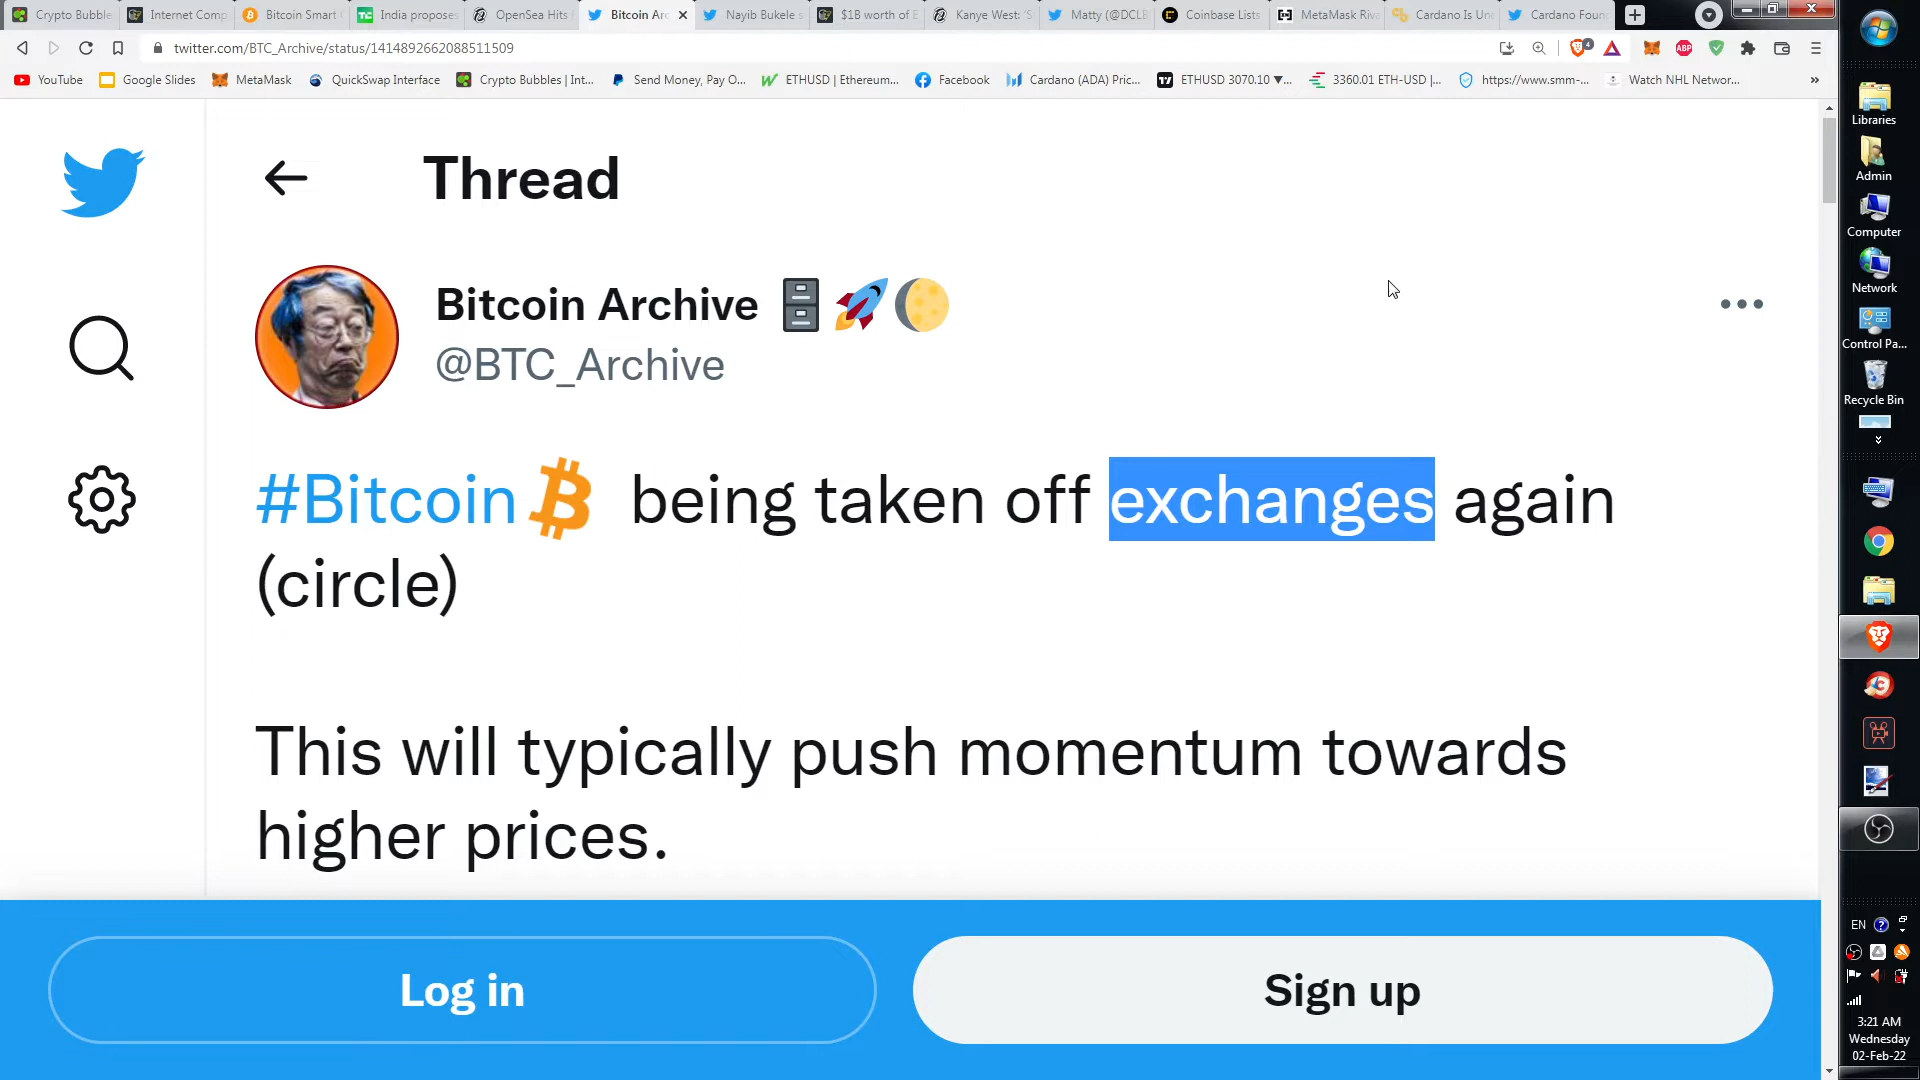 Crypto Bubble
Internet Comp
Bitcoin Smart C
India proposes
OpenSea Hits
Bitcoin Arc
Nayib Bukele s
$1B worth of E
Kanye West: 'S
Matty (@DCLB
Coinbase Lists
MetaMask Riva
Cardano Is Un
Cardano Foun
twitter.com/BTC_Archive/status/1414892662088511509
4
ABP
YouTube
Google Slides
MetaMask
QuickSwap Interface
Crypto Bubbles | Int...
Send Money, Pay O...
ETHUSD | Ethereum...
Facebook
Cardano (ADA) Pric...
ETHUSD 3070.10 ▼...
3360.01 ETH-USD |...
https://www.smm-...
Watch NHL Networ...
»
Thread
Bitcoin Archive 🗄🚀🌔
@BTC_Archive
#Bitcoin being taken off exchanges again
(circle)
This will typically push momentum towards
higher prices.
Log in
Sign up
Libraries
Admin
Computer
Network
Control Pa...
Recycle Bin
EN
3:21 AM
Wednesday
02-Feb-22